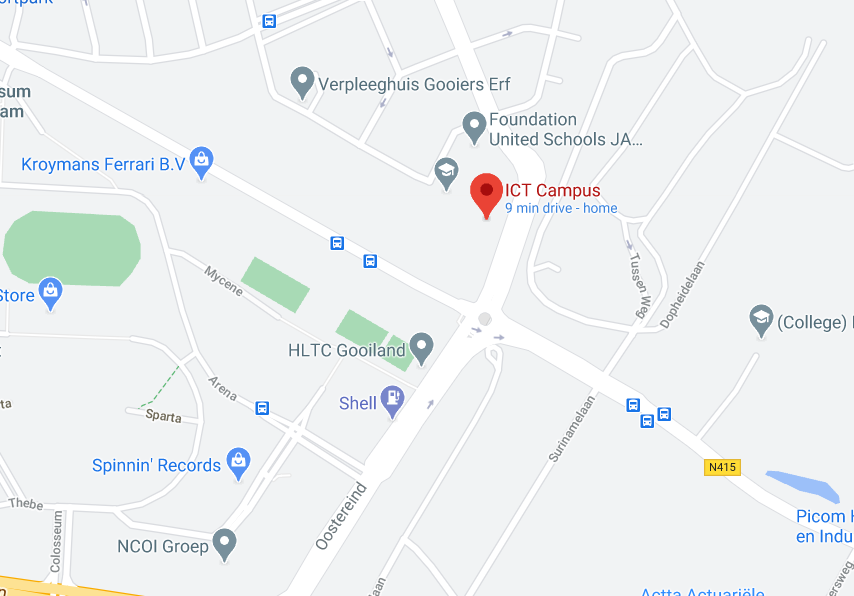 ortpark
Verpleeghuis Gooiers Erf
sum
am
Foundation
United Schools JA...
Kroymans Ferrari B.V
ICT Campus
9 min drive - home
Mycene
Tussen Weg
Dopheidelaan
Store
(College)
HLTC Gooiland
Arena
Shell
ta
Sparta
Surinamelaan
Spinnin' Records
N415
Thebe
Oostereind
Colosseum
Picom
en Indu
NCOI Groep
laan
ersweg
Actta Actuariële